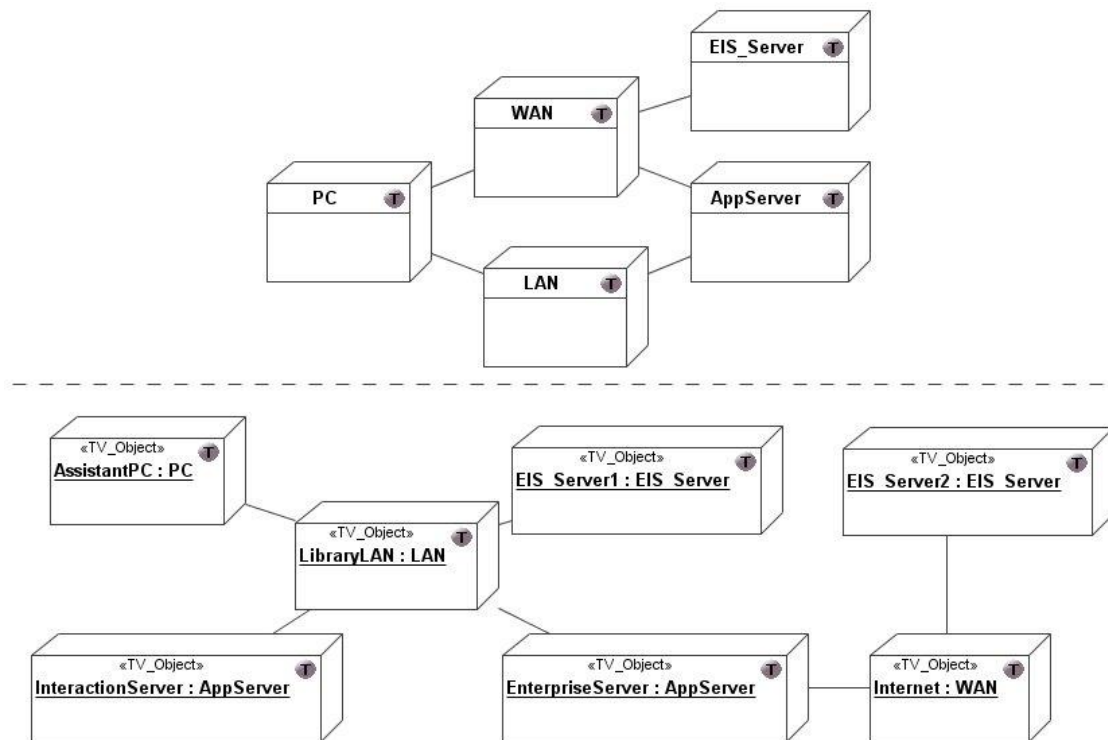 EIS_Server T
WAN T
PC T
AppServer T
LAN T
«TV_Object» T
AssistantPC : PC
«TV_Object» T
EIS_Server1 : EIS_Server
«TV_Object» T
EIS_Server2 : EIS_Server
«TV_Object» T
LibraryLAN : LAN
«TV_Object» T
InteractionServer : AppServer
«TV_Object» T
EnterpriseServer : AppServer
«TV_Object» T
Internet : WAN